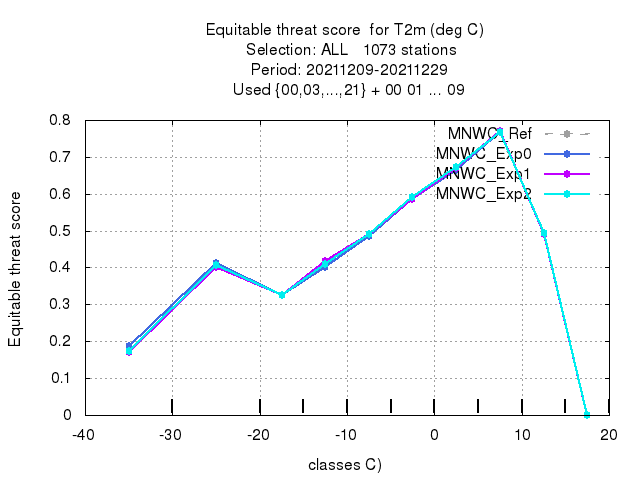 Equitable threat score  for T2m (deg C)
Selection: ALL   1073 stations
Period: 20211209-20211229
Used {00,03,...,21} + 00 01 ... 09
MNWC_Ref
MNWC_Exp0
MNWC_Exp1
MNWC_Exp2
Equitable threat score
0.8
0.7
0.6
0.5
0.4
0.3
0.2
0.1
0
-40 -30 -20 -10 0 10 20
classes C)